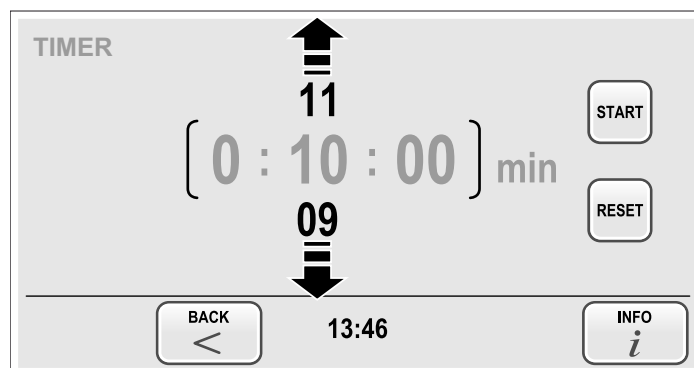 TIMER
11
START
0 : 10 : 00 min
RESET
09
BACK
<
13:46
INFO
i